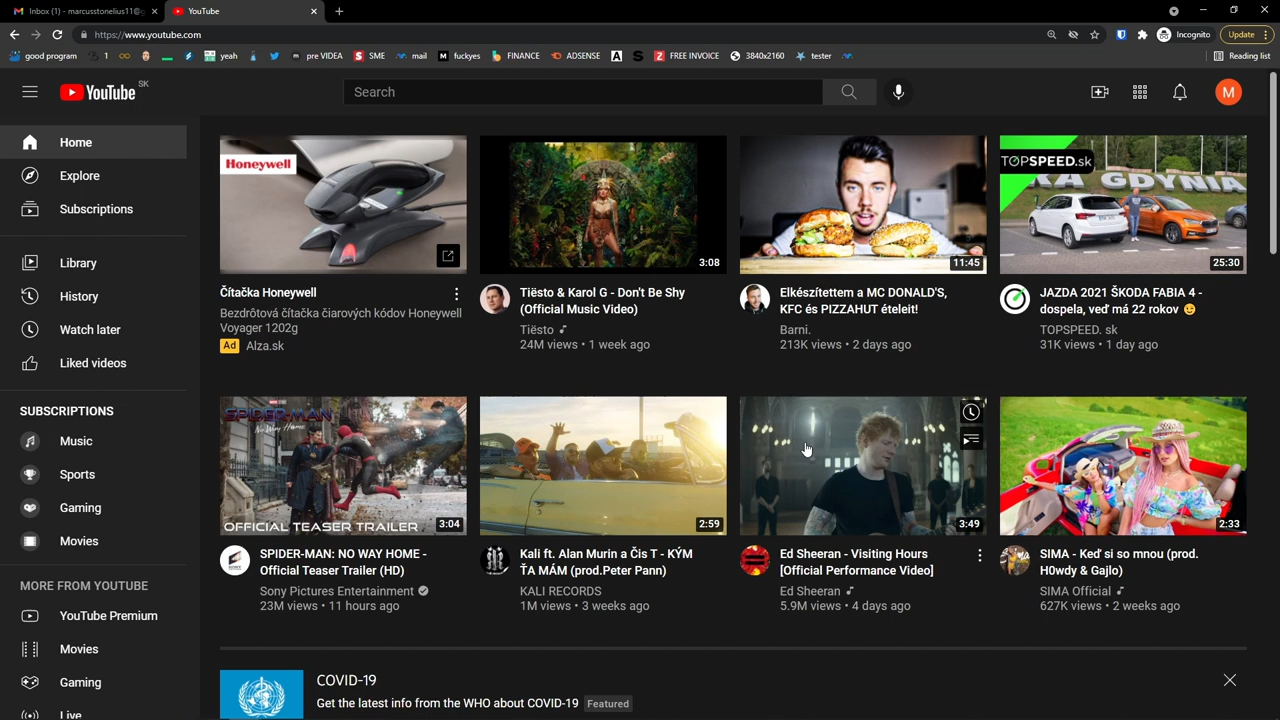 Inbox (1) - marcusstonelius11@g
YouTube
https://www.youtube.com
Incognito
Update
good program
1
yeah
pre VIDEA
SME
mail
fuckyes
FINANCE
ADSENSE
FREE INVOICE
3840x2160
tester
Reading list
YouTube SK
Search
M
Home
Explore
Subscriptions
Library
History
Watch later
Liked videos
SUBSCRIPTIONS
Music
Sports
Gaming
Movies
MORE FROM YOUTUBE
YouTube Premium
Movies
Gaming
Live
Honeywell
Čítačka Honeywell
Bezdrôtová čítačka čiarových kódov Honeywell
Voyager 1202g
Ad Alza.sk
3:08
Tiësto & Karol G - Don't Be Shy
(Official Music Video)
Tiësto
24M views • 1 week ago
11:45
Elkészítettem a MC DONALD'S,
KFC és PIZZAHUT ételeit!
Barni.
213K views • 2 days ago
TOPSPEED.sk
KA GDYNIA
25:30
JAZDA 2021 ŠKODA FABIA 4 -
dospela, veď má 22 rokov
TOPSPEED. sk
31K views • 1 day ago
SPIDER-MAN
No Way Home
OFFICIAL TEASER TRAILER
3:04
SPIDER-MAN: NO WAY HOME -
Official Teaser Trailer (HD)
Sony Pictures Entertainment
23M views • 11 hours ago
2:59
Kali ft. Alan Murin a Čis T - KÝM
ŤA MÁM (prod.Peter Pann)
KALI RECORDS
1M views • 3 weeks ago
3:49
Ed Sheeran - Visiting Hours
[Official Performance Video]
Ed Sheeran
5.9M views • 4 days ago
2:33
SIMA - Keď si so mnou (prod.
H0wdy & Gajlo)
SIMA Official
627K views • 2 weeks ago
COVID-19
Get the latest info from the WHO about COVID-19 Featured